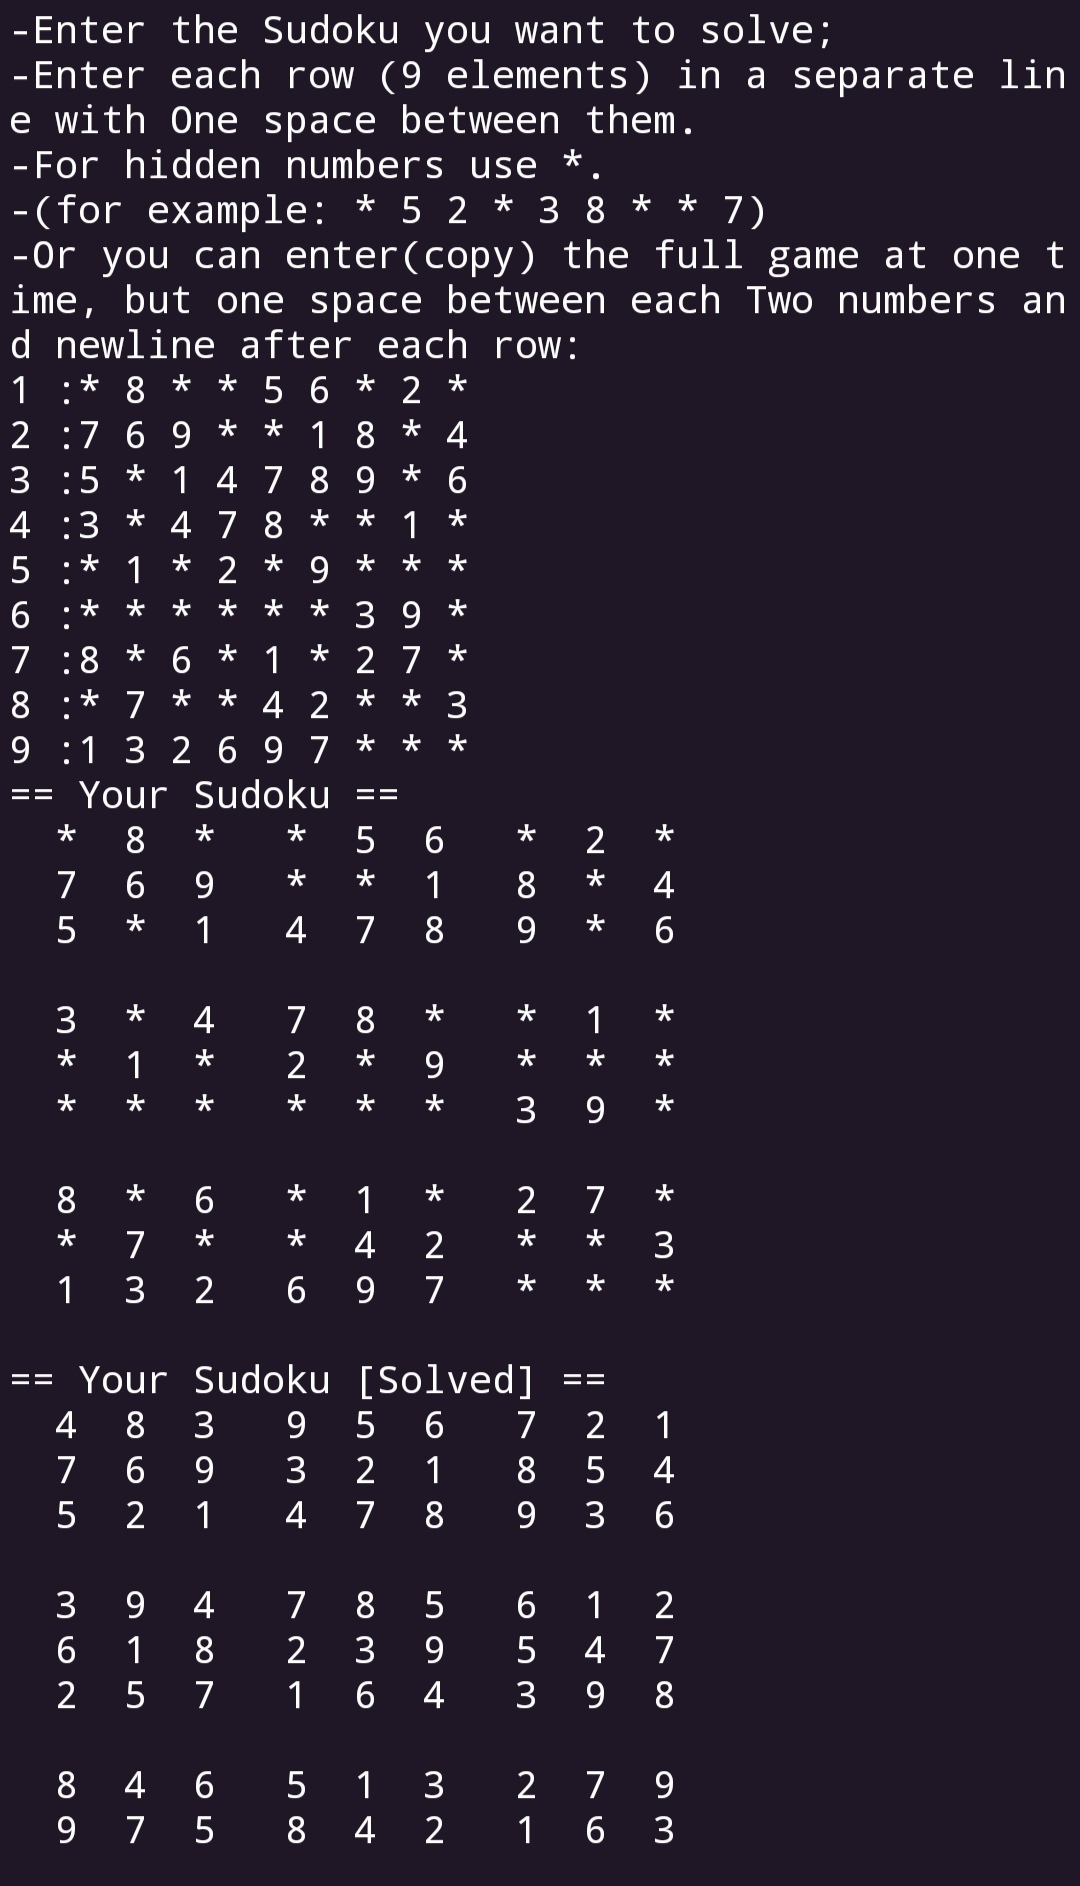 -Enter the Sudoku you want to solve;
-Enter each row (9 elements) in a separate lin
e with One space between them.
-For hidden numbers use *.
-(for example: * 5 2 * 3 8 * * 7)
-Or you can enter(copy) the full game at one t
ime, but one space between each Two numbers an
d newline after each row:
1 :* 8 * * 5 6 * 2 *
2 :7 6 9 * * 1 8 * 4
3 :5 * 1 4 7 8 9 * 6
4 :3 * 4 7 8 * * 1 *
5 :* 1 * 2 * 9 * * *
6 :* * * * * * 3 9 *
7 :8 * 6 * 1 * 2 7 *
8 :* 7 * * 4 2 * * 3
9 :1 3 2 6 9 7 * * *
== Your Sudoku ==
  *  8  *   *  5  6   *  2  *
  7  6  9   *  *  1   8  *  4
  5  *  1   4  7  8   9  *  6

  3  *  4   7  8  *   *  1  *
  *  1  *   2  *  9   *  *  *
  *  *  *   *  *  *   3  9  *

  8  *  6   *  1  *   2  7  *
  *  7  *   *  4  2   *  *  3
  1  3  2   6  9  7   *  *  *

== Your Sudoku [Solved] ==
  4  8  3   9  5  6   7  2  1
  7  6  9   3  2  1   8  5  4
  5  2  1   4  7  8   9  3  6

  3  9  4   7  8  5   6  1  2
  6  1  8   2  3  9   5  4  7
  2  5  7   1  6  4   3  9  8

  8  4  6   5  1  3   2  7  9
  9  7  5   8  4  2   1  6  3